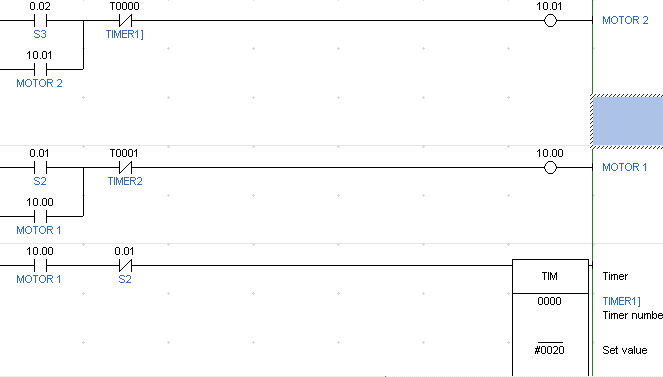 0.02 T0000 10.01
S3 TIMER1] MOTOR 2
10.01
MOTOR 2
0.01 T0001 10.00
S2 TIMER2 MOTOR 1
10.00
MOTOR 1
10.00 0.01
MOTOR 1 S2
TIM Timer
0000 TIMER1]
Timer numbe
#0020 Set value